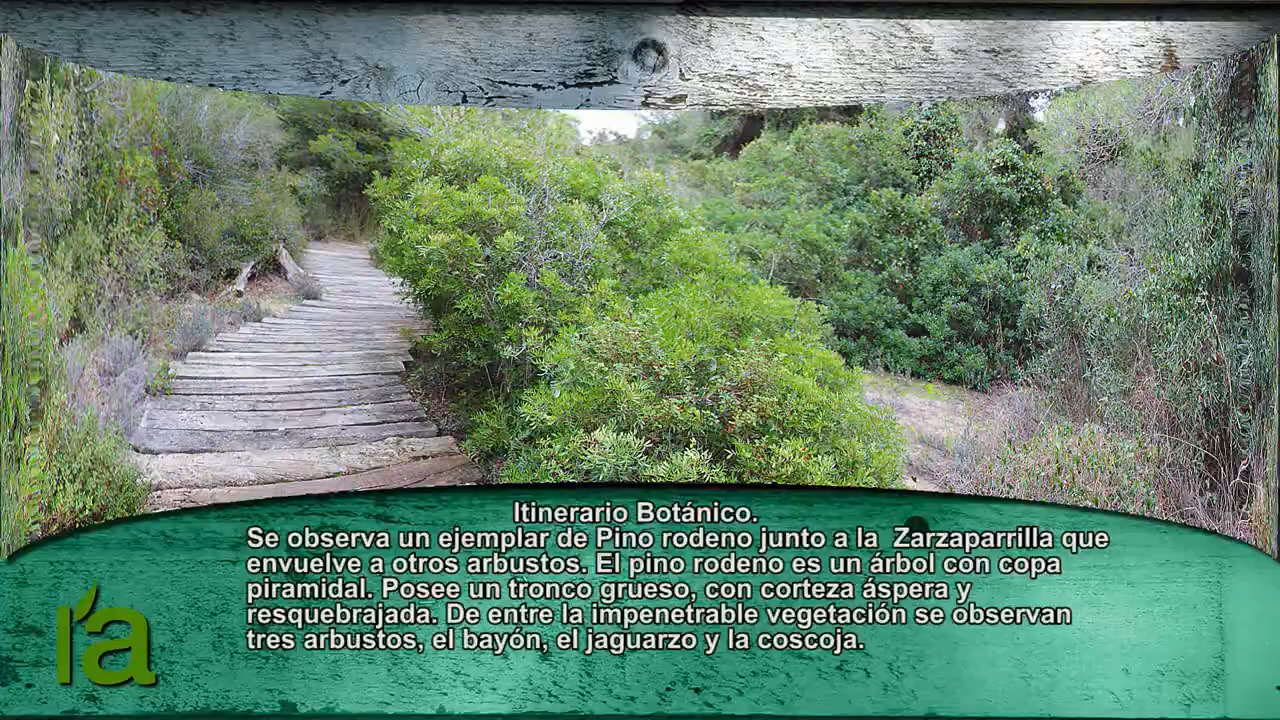 Itinerario Botánico.
Se observa un ejemplar de Pino rodeno junto a la  Zarzaparrilla que
envuelve a otros arbustos. El pino rodeno es un árbol con copa
piramidal. Posee un tronco grueso, con corteza áspera y
resquebrajada. De entre la impenetrable vegetación se observan
tres arbustos, el bayón, el jaguarzo y la coscoja.
r'a